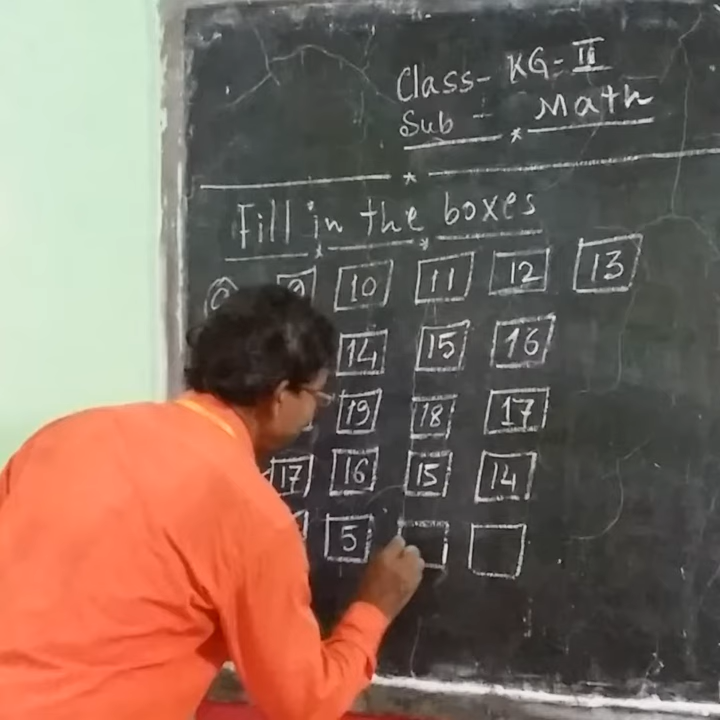 Class- KG- II
Sub - Math
Fill in the boxes
9 10 11 12 13
14 15 16
19 18 17
17 16 15 14
5